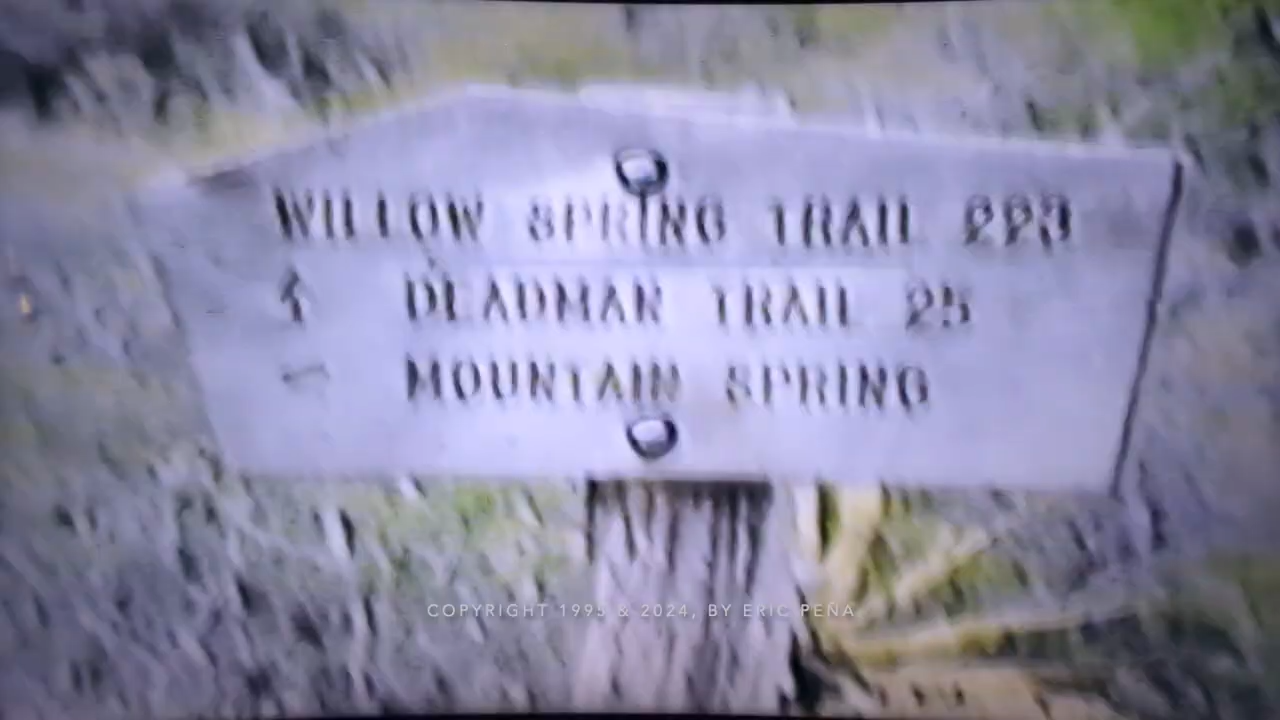 WILLOW SPRING TRAIL 223
DEADMAN TRAIL 25
MOUNTAIN SPRING
COPYRIGHT 1995 & 2024, BY ERIC PEÑA.